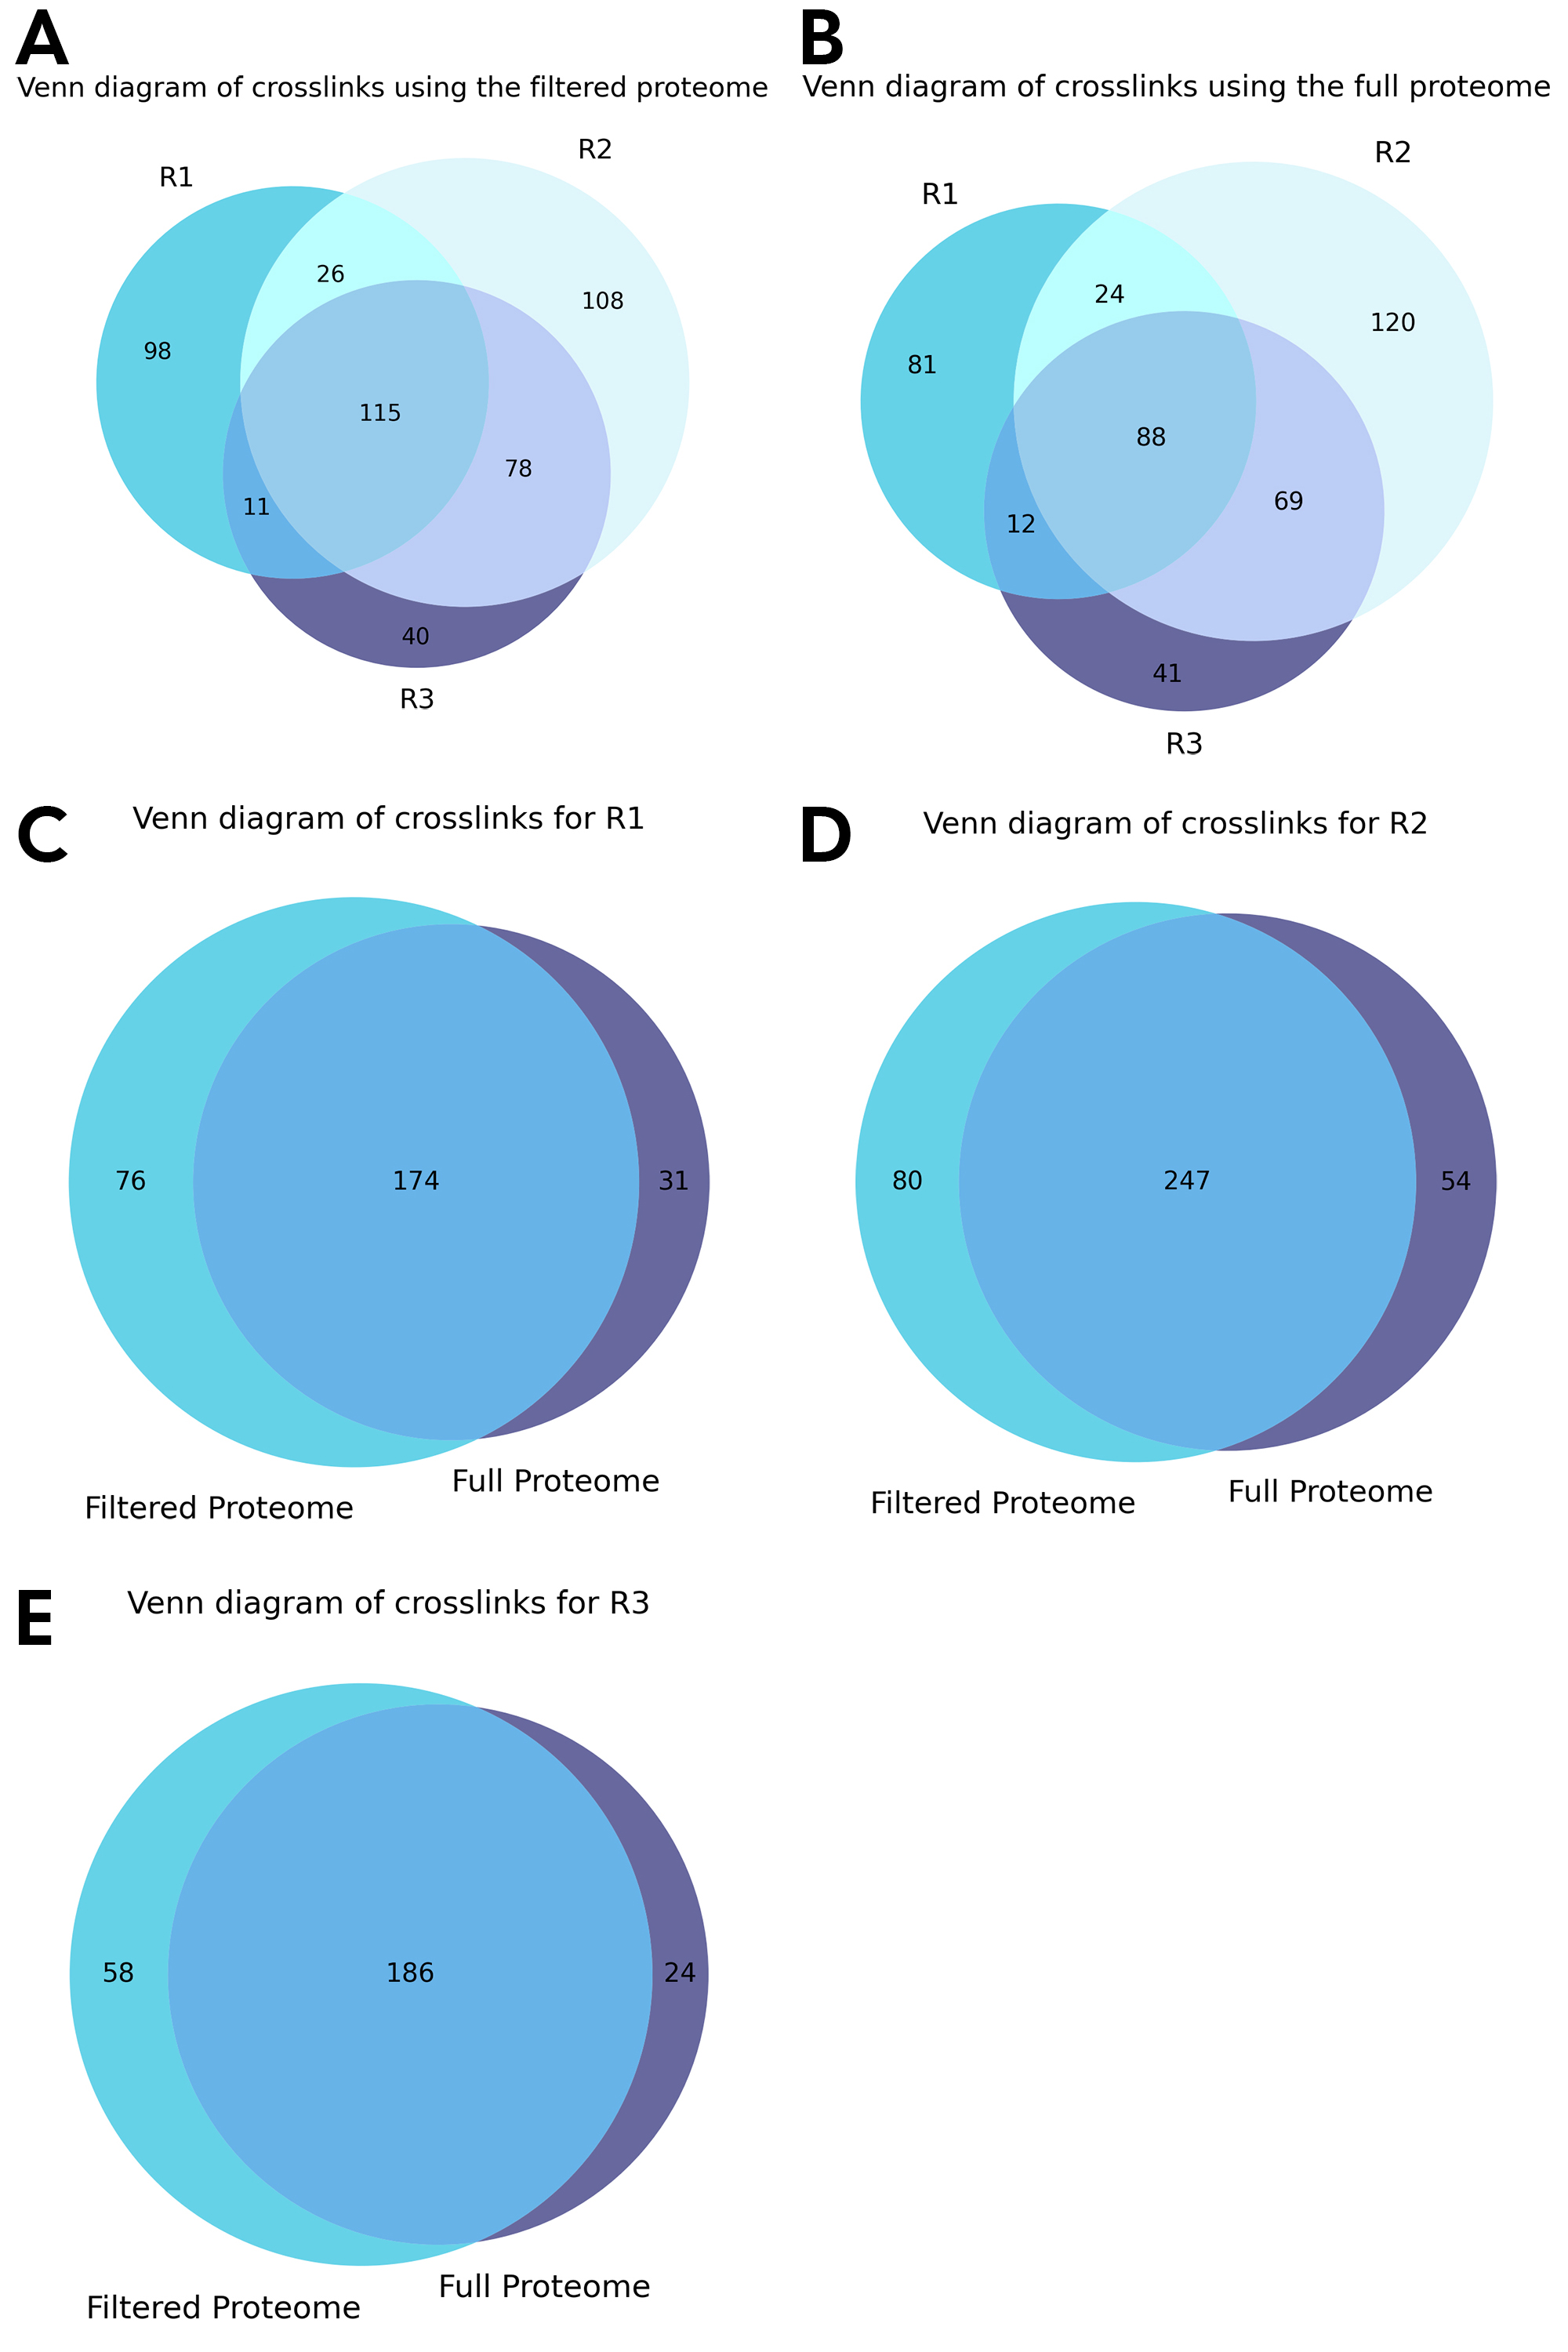 A
Venn diagram of crosslinks using the filtered proteome
R1
R2
26
108
98
115
78
11
40
R3
B
Venn diagram of crosslinks using the full proteome
R2
R1
24
120
81
88
69
12
41
R3
C
Venn diagram of crosslinks for R1
76
174
31
Full Proteome
Filtered Proteome
D
Venn diagram of crosslinks for R2
80
247
54
Full Proteome
Filtered Proteome
E
Venn diagram of crosslinks for R3
58
186
24
Full Proteome
Filtered Proteome